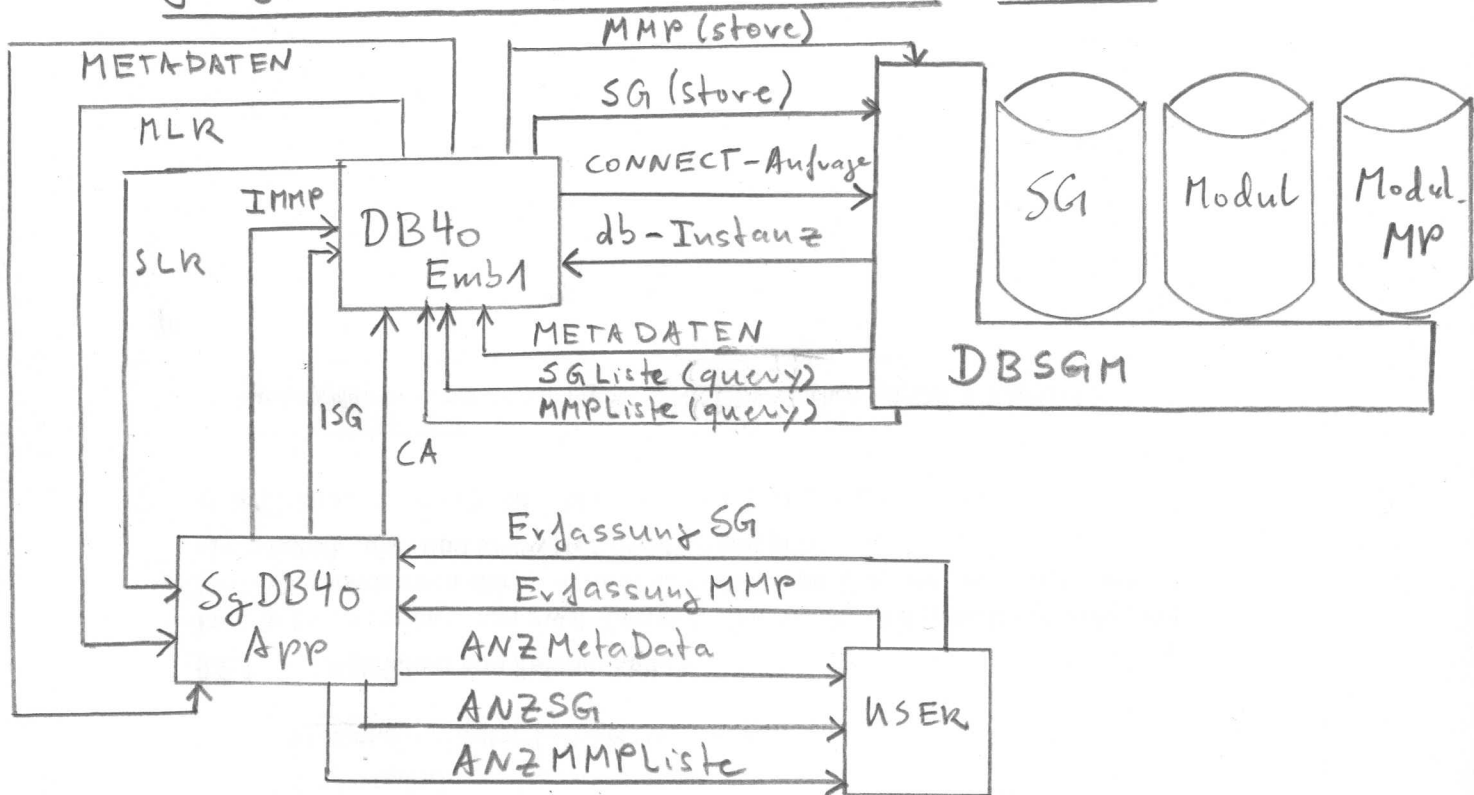 MMP (store)
METADATEN
SG (store)
MLR
CONNECT-Anfrage
IMMP
DB4o
Emb1
db-Instanz
SLR
SG
Modul
Modul.
MP
METADATEN
SGListe (query)
MMPListe (query)
DBSGM
ISG
CA
Erfassung SG
Erfassung MMP
SgDB4o
App
ANZMetaData
ANZSG
ANZMMPListe
USER